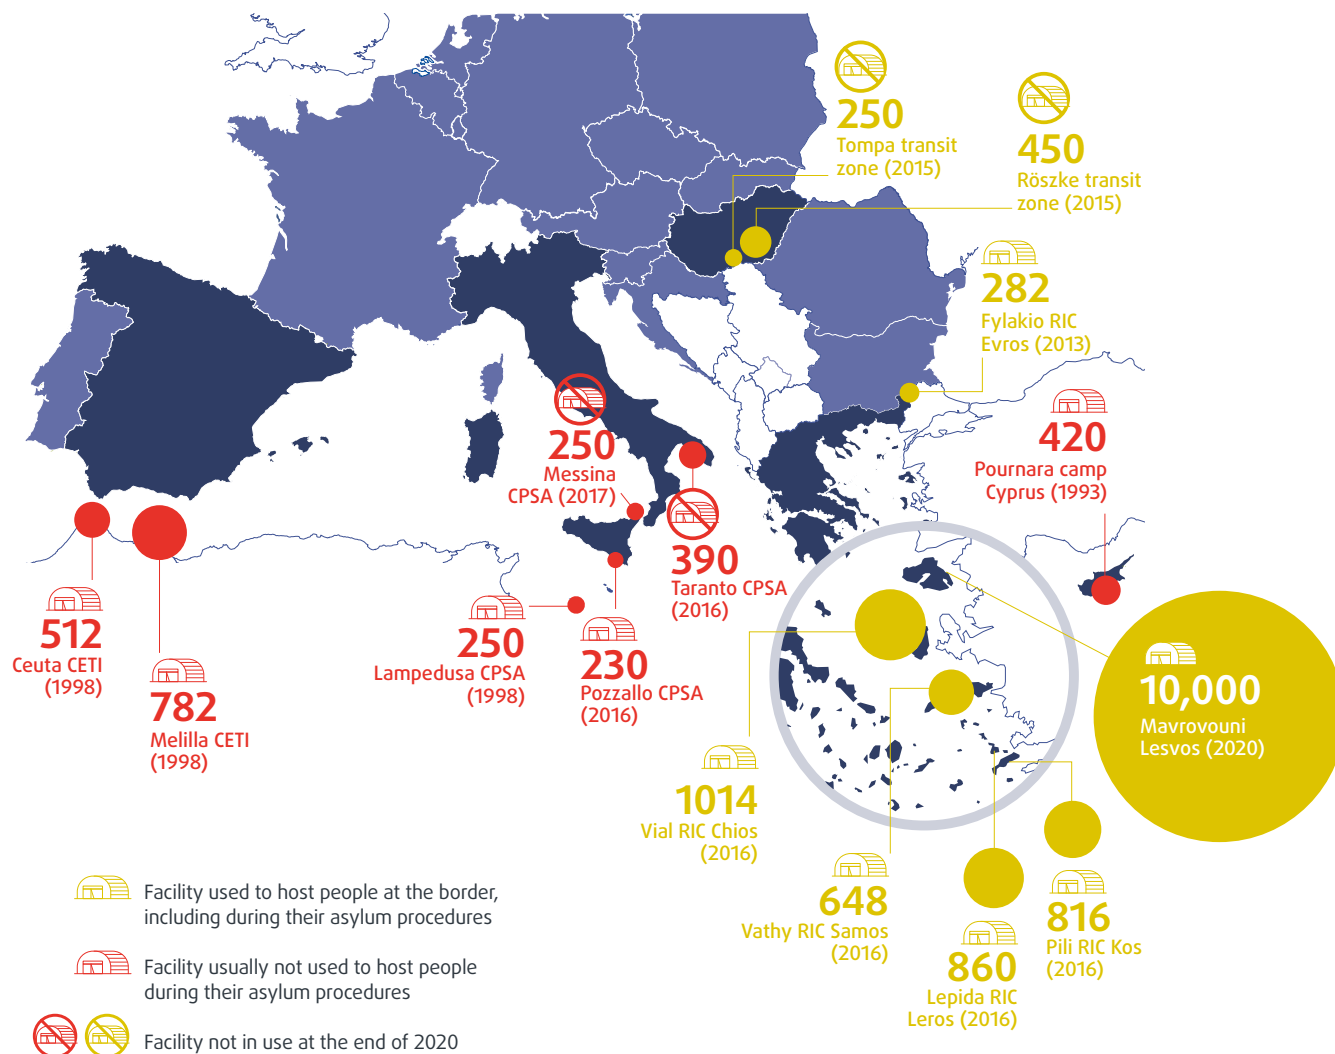 250
Tompa transit
zone (2015)
450
Röszke transit
zone (2015)
282
Fylakio RIC
Evros (2013)
420
Pournara camp
Cyprus (1993)
250
Messina
CPSA (2017)
390
Taranto CPSA
(2016)
512
Ceuta CETI
(1998)
782
Melilla CETI
(1998)
250
Lampedusa CPSA
(1998)
230
Pozzallo CPSA
(2016)
10,000
Mavrovouni
Lesvos (2020)
1014
Vial RIC Chios
(2016)
648
Vathy RIC Samos
(2016)
860
Lepida RIC
Leros (2016)
816
Pili RIC Kos
(2016)
Facility used to host people at the border,
including during their asylum procedures
Facility usually not used to host people
during their asylum procedures
Facility not in use at the end of 2020